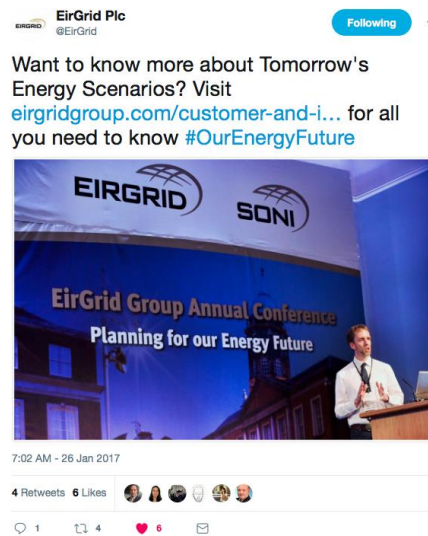 EirGrid Plc
@EirGrid
EIRGRID
Following
Want to know more about Tomorrow's
Energy Scenarios? Visit
eirgridgroup.com/customer-and-i... for all
you need to know #OurEnergyFuture
EIRGRID
SONI
EirGrid Group Annual Conference
Planning for our Energy Future
7:02 AM - 26 Jan 2017
4 Retweets 6 Likes
1
4
6